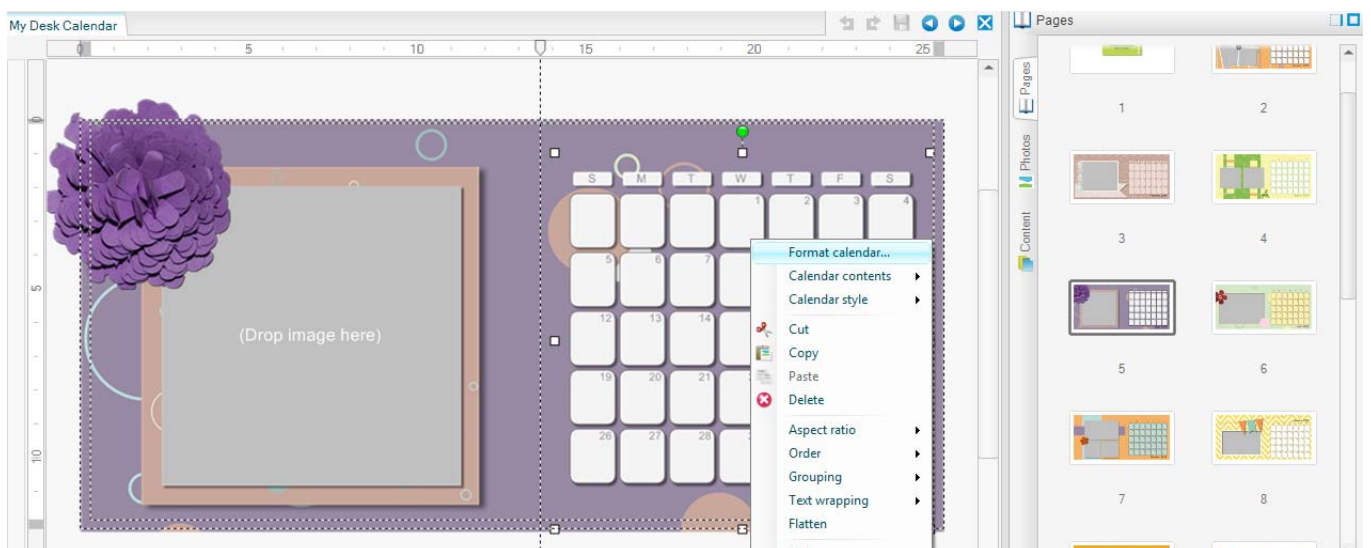 My Desk Calendar
Pages
0 5 10 15 20 25
Pages
Photos
Content
0
5
10
S M T W T F S
1 2 3 4
5 6 7
12 13 14
19 20 21
26 27 28
(Drop image here)
Format calendar...
Calendar contents
Calendar style
Cut
Copy
Paste
Delete
Aspect ratio
Order
Grouping
Text wrapping
Flatten
1 2
3 4
5 6
7 8